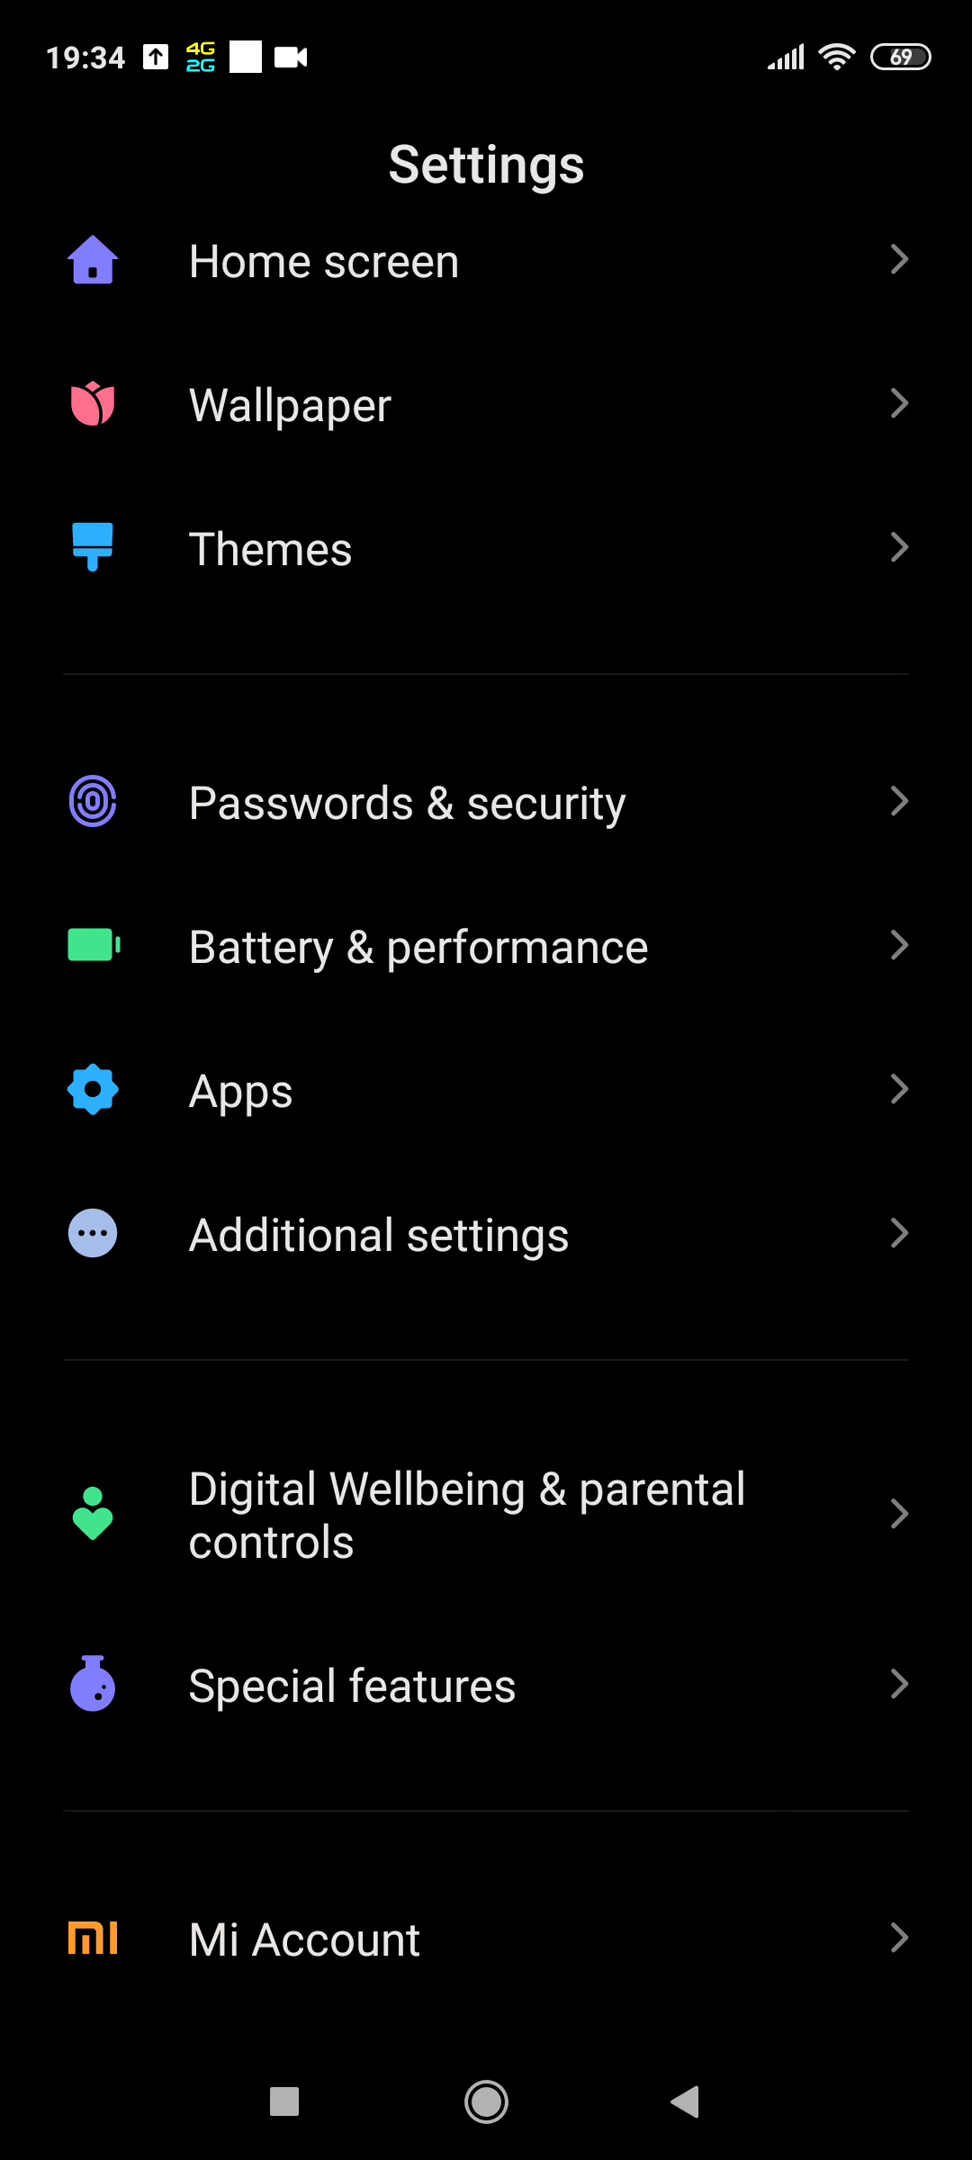 19:34 4G 2G 69
Settings
Home screen
Wallpaper
Themes
Passwords & security
Battery & performance
Apps
Additional settings
Digital Wellbeing & parental
controls
Special features
Mi Account